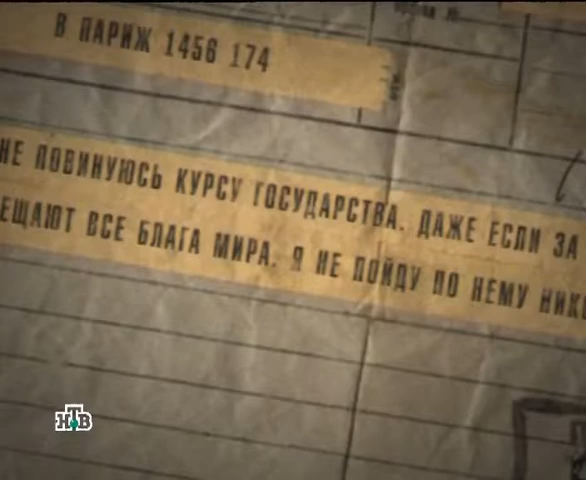 В ПАРИЖ 1456 174
НЕ ПОВИНУЮСЬ КУРСУ ГОСУДАРСТВА. ДАЖЕ ЕСЛИ ЗА
ЕЩАЮТ ВСЕ БЛАГА МИРА. Я НЕ ПОЙДУ ПО НЕМУ НИКО
НТВ